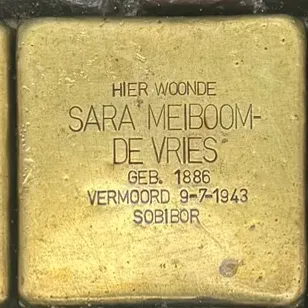 HIER WOONDE
SARA MEIBOOM-
DE VRIES
GEB. 1886
VERMOORD 9-7-1943
SOBIBOR